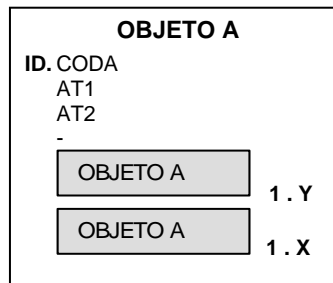 OBJETO A
ID. CODA
AT1
AT2
-
OBJETO A
1 . Y
OBJETO A
1 . X